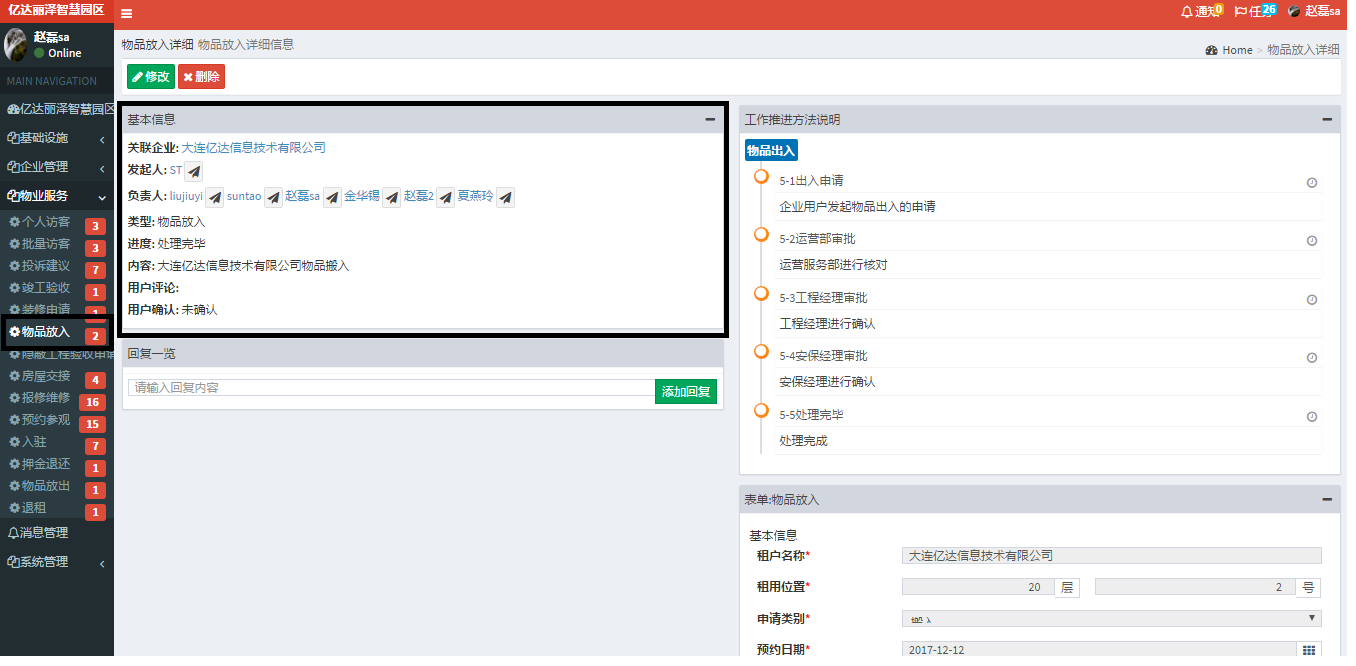 亿达丽泽智慧园区
通知 0 任务 26 赵磊sa
赵磊sa
Online
MAIN NAVIGATION
亿达丽泽智慧园区
基础设施
企业管理
物业服务
个人访客 3
批量访客 3
投诉建议 7
竣工验收 1
装修申请 1
物品放入 2
隐蔽工程验收申请
房屋交接 4
报修维修 16
预约参观 15
入驻 7
押金退还 1
物品放出 1
退租 1
消息管理
系统管理
物品放入详细 物品放入详细信息
Home > 物品放入详细
修改 删除
基本信息
关联企业: 大连亿达信息技术有限公司
发起人: ST
负责人: liujiuyi suntao 赵磊sa 金华锡 赵磊2 夏燕玲
类型: 物品放入
进度: 处理完毕
内容: 大连亿达信息技术有限公司物品搬入
用户评论:
用户确认: 未确认
回复一览
请输入回复内容 添加回复
工作推进方法说明
物品出入
5-1出入申请
企业用户发起物品出入的申请
5-2运营部审批
运营服务部进行核对
5-3工程经理审批
工程经理进行确认
5-4安保经理审批
安保经理进行确认
5-5处理完毕
处理完成
表单:物品放入
基本信息
租户名称* 大连亿达信息技术有限公司
租用位置* 20 层 2 号
申请类别*
预约日期* 2017-12-12